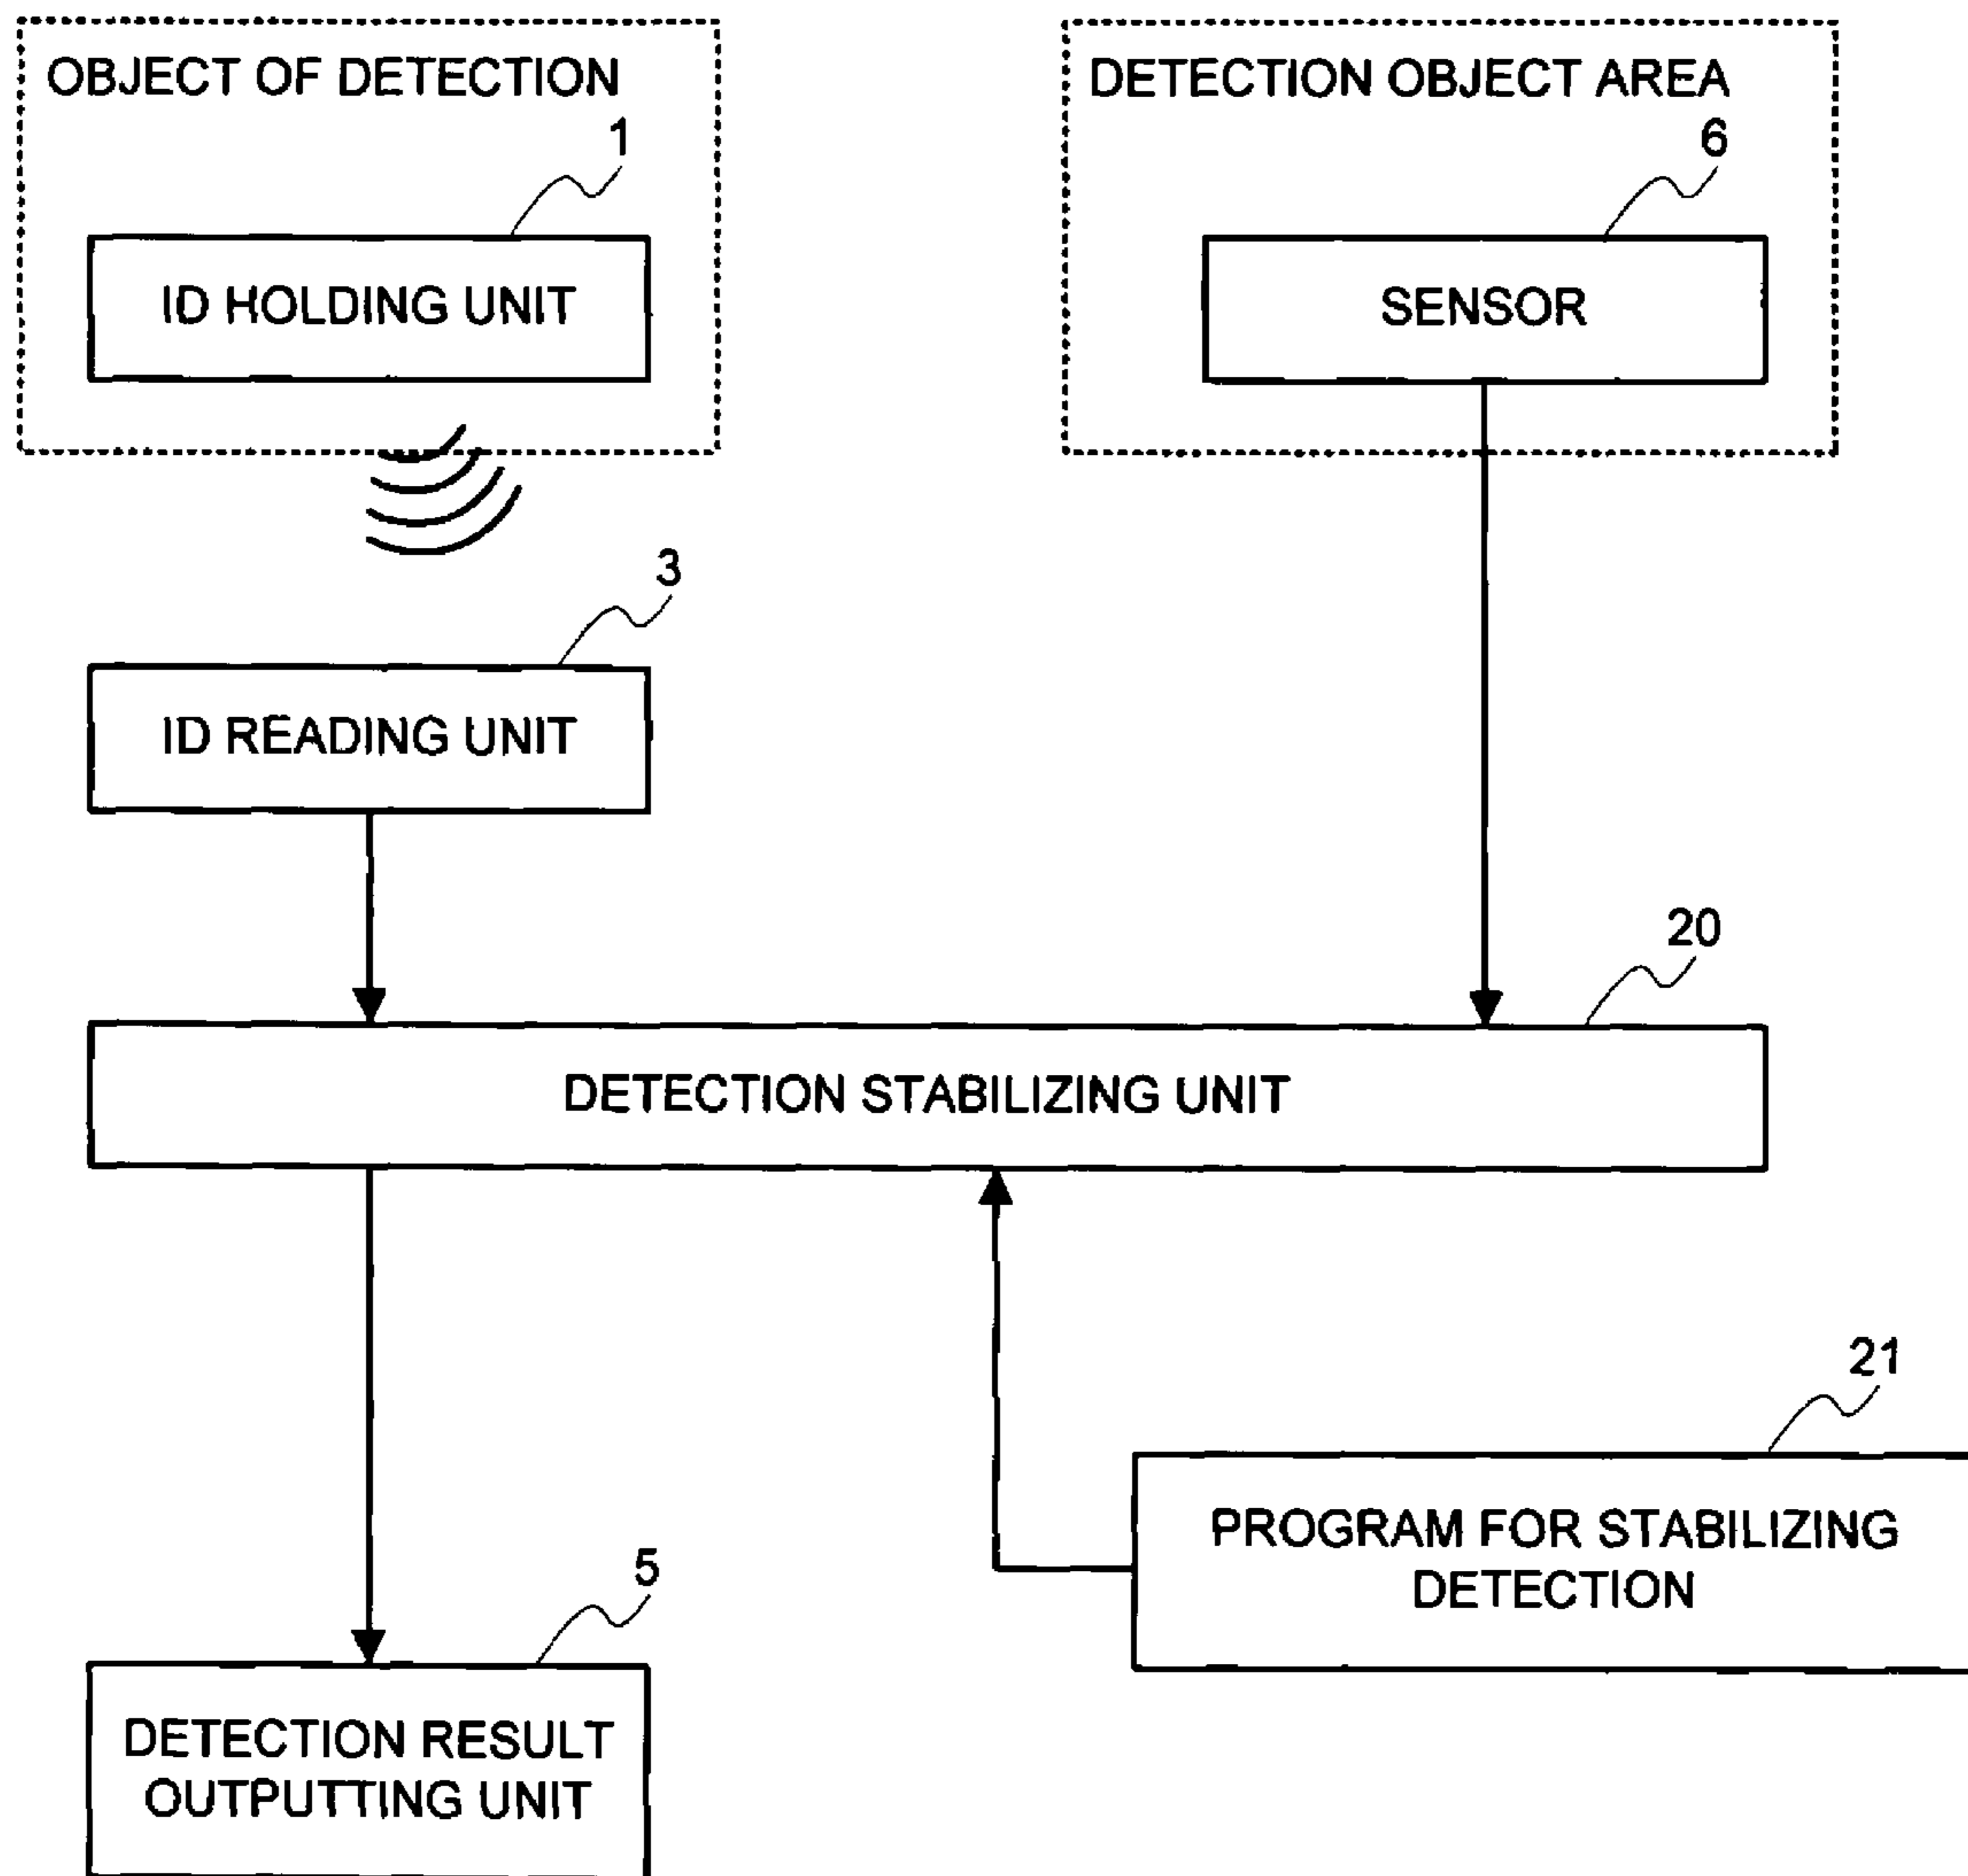 OBJECT OF DETECTION
1
ID HOLDING UNIT
DETECTION OBJECT AREA
6
SENSOR
3
ID READING UNIT
20
DETECTION STABILIZING UNIT
21
PROGRAM FOR STABILIZING
DETECTION
5
DETECTION RESULT
OUTPUTTING UNIT